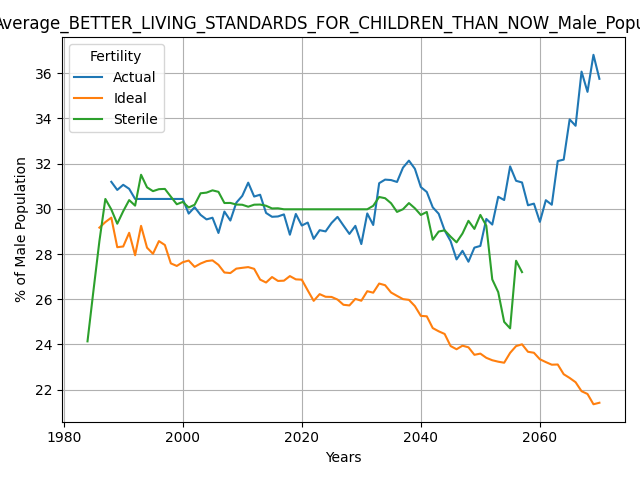 Average_BETTER_LIVING_STANDARDS_FOR_CHILDREN_THAN_NOW_Male_Popu
Fertility
Actual
Ideal
Sterile
% of Male Population
36
34
32
30
28
26
24
22
1980
2000
2020
2040
2060
Years